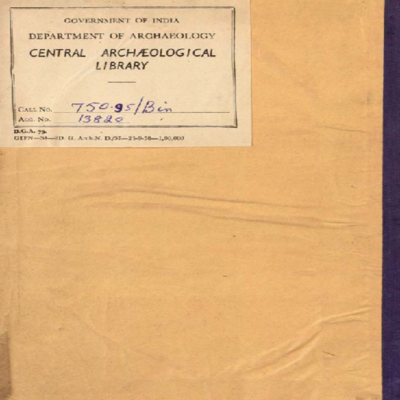 GOVERNMENT OF INDIA
DEPARTMENT OF ARCHAEOLOGY
CENTRAL ARCHÆOLOGICAL
LIBRARY
CALL No. 750.95/Bin
ACC. No. 13820
D.G.A. 79.